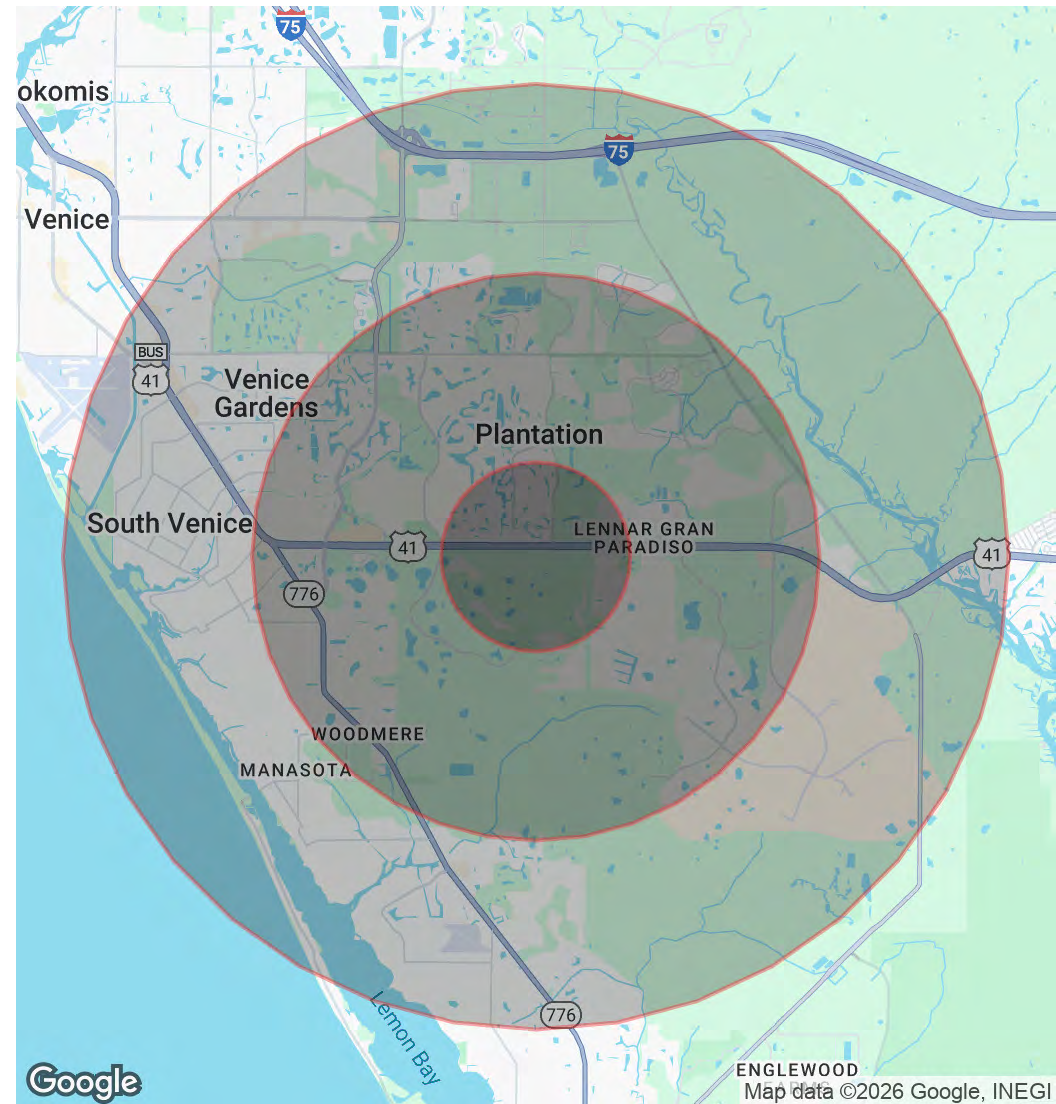 75
okomis
75
Venice
BUS
41
Venice
Gardens
Plantation
South Venice
LENNAR GRAN
PARADISO
41
41
776
WOODMERE
MANASOTA
776
Lemon Bay
ENGLEWOOD
FARMS
Google
Map data ©2026 Google, INEGI